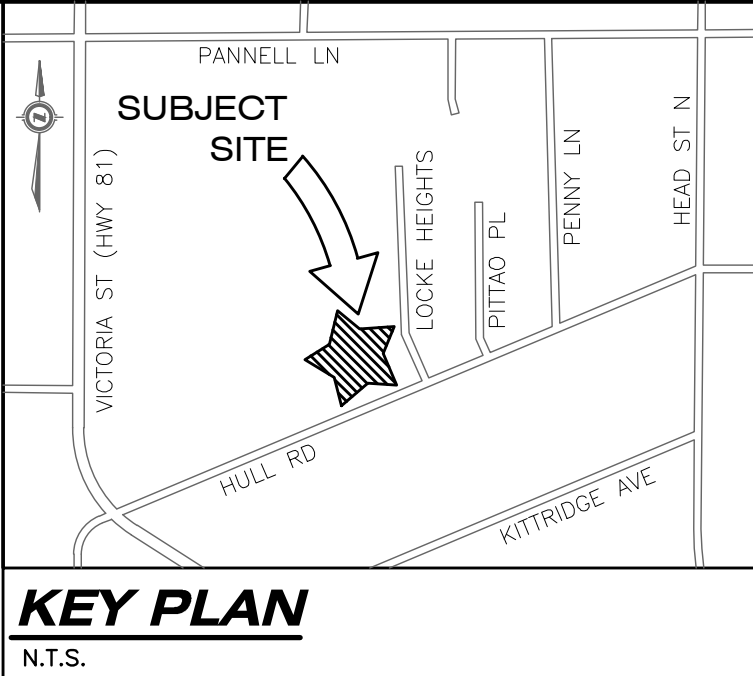 PANNELL LN
SUBJECT
SITE
N
VICTORIA ST (HWY 81)
LOCKE HEIGHTS
PITTAO PL
PENNY LN
HEAD ST N
HULL RD
KITTRIDGE AVE
KEY PLAN
N.T.S.